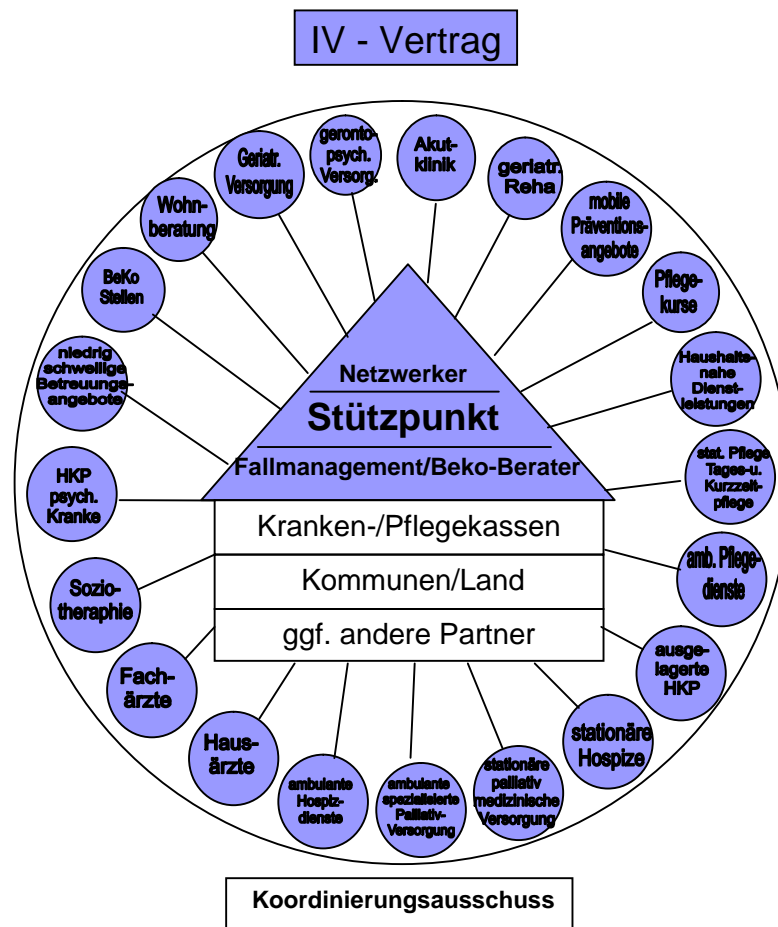 IV - Vertrag
geronto-
psych.
Versorg.
Akut-
klinik
geriatr.
Reha
mobile
Präventions-
angebote
Pflege-
kurse
Haushalts-
nahe
Dienst-
leistungen
stat. Pflege
Tages-u.
Kurzzeit-
pflege
amb. Pflege-
dienste
ausge-
lagerte
HKP
stationäre
Hospize
stationäre
palliativ
medizinische
Versorgung
ambulante
spezialisierte
Palliativ-
Versorgung
ambulante
Hospiz-
dienste
Haus-
ärzte
Fach-
ärzte
Sozio-
theraphie
HKP
psych.
Kranke
niedrig
schwellige
Betreuungs-
angebote
BeKo
Stellen
Wohn-
beratung
Geriatr.
Versorgung
Netzwerker
Stützpunkt
Fallmanagement/Beko-Berater
Kranken-/Pflegekassen
Kommunen/Land
ggf. andere Partner
Koordinierungsausschuss